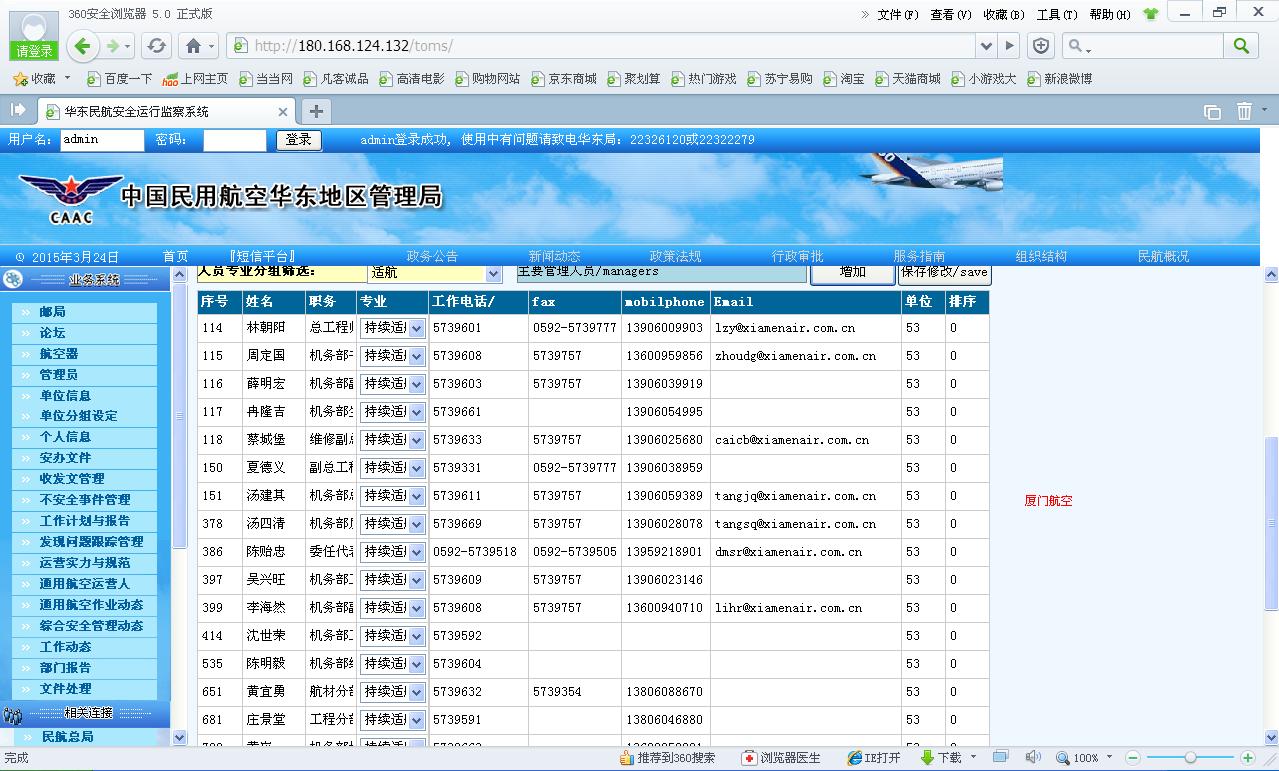 360安全浏览器 5.0 正式版
» 文件(F) 查看(V) 收藏(B) 工具(T) 帮助(H)
请登录
http://180.168.124.132/toms/
收藏 百度一下 上网主页 当当网 凡客诚品 高清电影 购物网站 京东商城 聚划算 热门游戏 苏宁易购 淘宝 天猫商城 小游戏大 新浪微博
华东民航安全运行监察系统
用户名: admin 密码: 登录 admin登录成功, 使用中有问题请致电华东局: 22326120或22322279
中国民用航空华东地区管理局
CAAC
2015年3月24日 首页 『短信平台』 政务公告 新闻动态 政策法规 行政审批 服务指南 组织结构 民航概况
业务系统
邮局
论坛
航空器
管理员
单位信息
单位分组设定
个人信息
安办文件
收发文管理
不安全事件管理
工作计划与报告
发现问题跟踪管理
运营实力与规范
通用航空运营人
通用航空作业动态
综合安全管理动态
工作动态
部门报告
文件处理
相关连接
民航总局
人员专业分组筛选: 适航 主要管理人员/managers 增加 保存修改/save
序号 姓名 职务 专业 工作电话/ fax mobilphone Email 单位 排序
114 林朝阳 总工程 持续适 5739601 0592-5739777 13906009903 lzy@xiamenair.com.cn 53 0
115 周定国 机务部 持续适 5739608 5739757 13600959856 zhoudg@xiamenair.com.cn 53 0
116 薛明宏 机务部 持续适 5739603 5739757 13906039919 53 0
117 冉隆吉 机务部 持续适 5739661 13906054995 53 0
118 蔡城堡 维修副 持续适 5739633 5739757 13906025680 caicb@xiamenair.com.cn 53 0
150 夏德义 副总工 持续适 5739331 0592-5739777 13906038959 53 0
151 汤建其 机务部 持续适 5739611 5739757 13906059389 tangjq@xiamenair.com.cn 53 0
378 汤四清 机务部 持续适 5739663 5739757 13906028078 tangsq@xiamenair.com.cn 53 0
386 陈贻忠 委任代 持续适 0592-5739518 0592-5739505 13959218901 dmsr@xiamenair.com.cn 53 0
397 吴兴旺 机务部 持续适 5739609 5739757 13906023146 53 0
399 李海然 机务部 持续适 5739608 5739757 13600940710 lihr@xiamenair.com.cn 53 0
414 沈世荣 机务部 持续适 5739592 53 0
535 陈明毅 机务部 持续适 5739604 53 0
651 黄宜勇 航材分 持续适 5739632 5739354 13806088670 53 0
681 庄景堂 工程分 持续适 5739591 13806046880 53 0
厦门航空
完成 推荐到360搜索 浏览器医生 IE打开 下载 100%